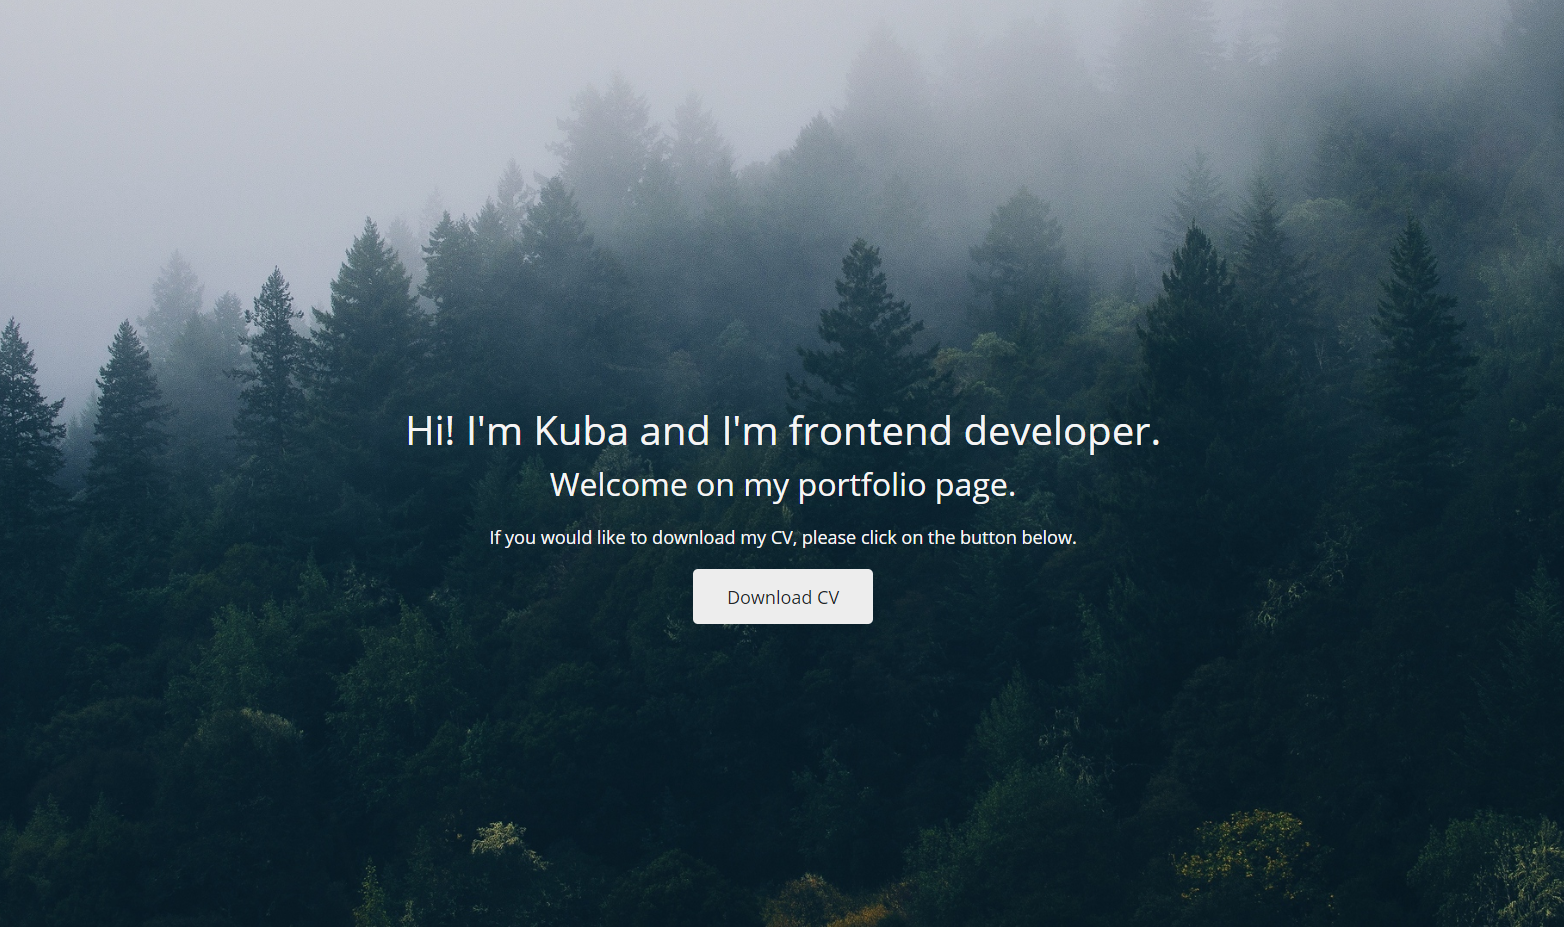 Hi! I'm Kuba and I'm frontend developer.
Welcome on my portfolio page.
If you would like to download my CV, please click on the button below.
Download CV